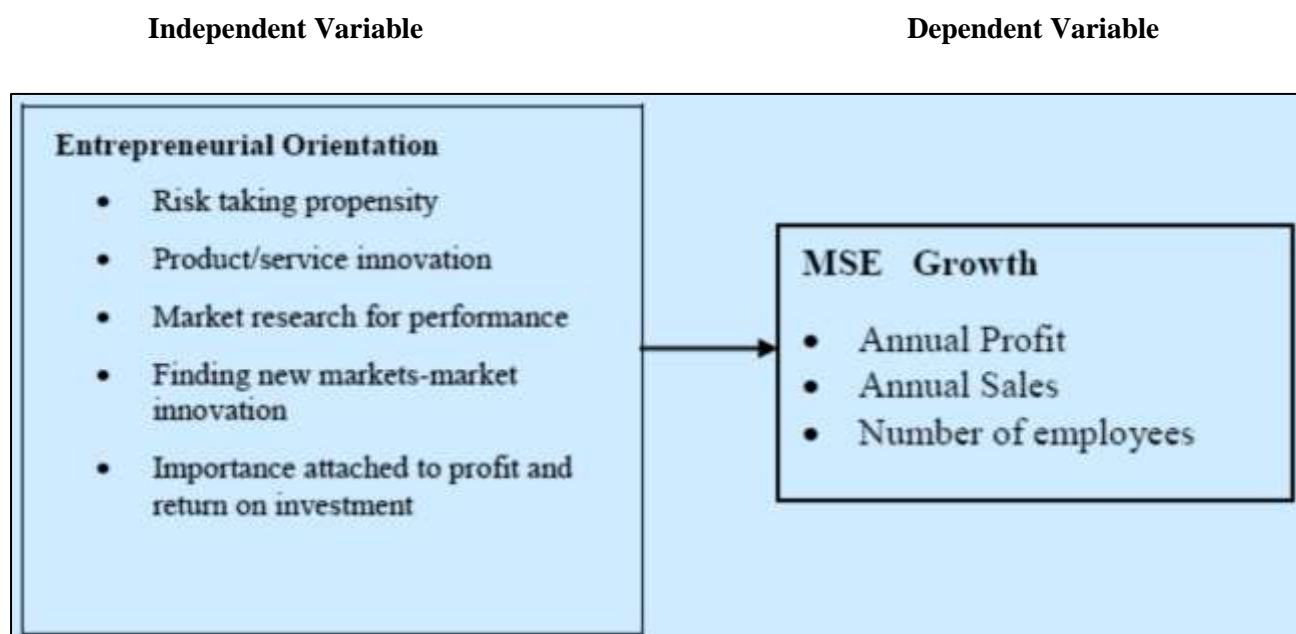 Independent Variable
Dependent Variable
Entrepreneurial Orientation
• Risk taking propensity
• Product/service innovation
• Market research for performance
• Finding new markets-market
innovation
• Importance attached to profit and
return on investment
MSE Growth
• Annual Profit
• Annual Sales
• Number of employees